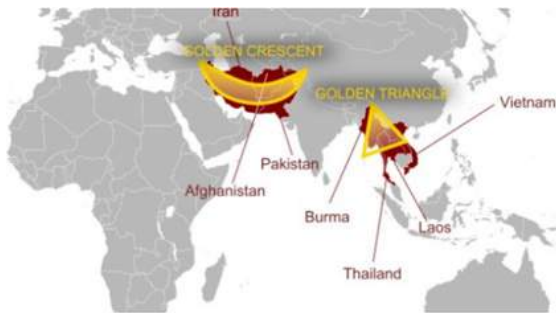 Iran
GOLDEN CRESCENT
GOLDEN TRIANGLE
Vietnam
Pakistan
Afghanistan
Burma
Laos
Thailand